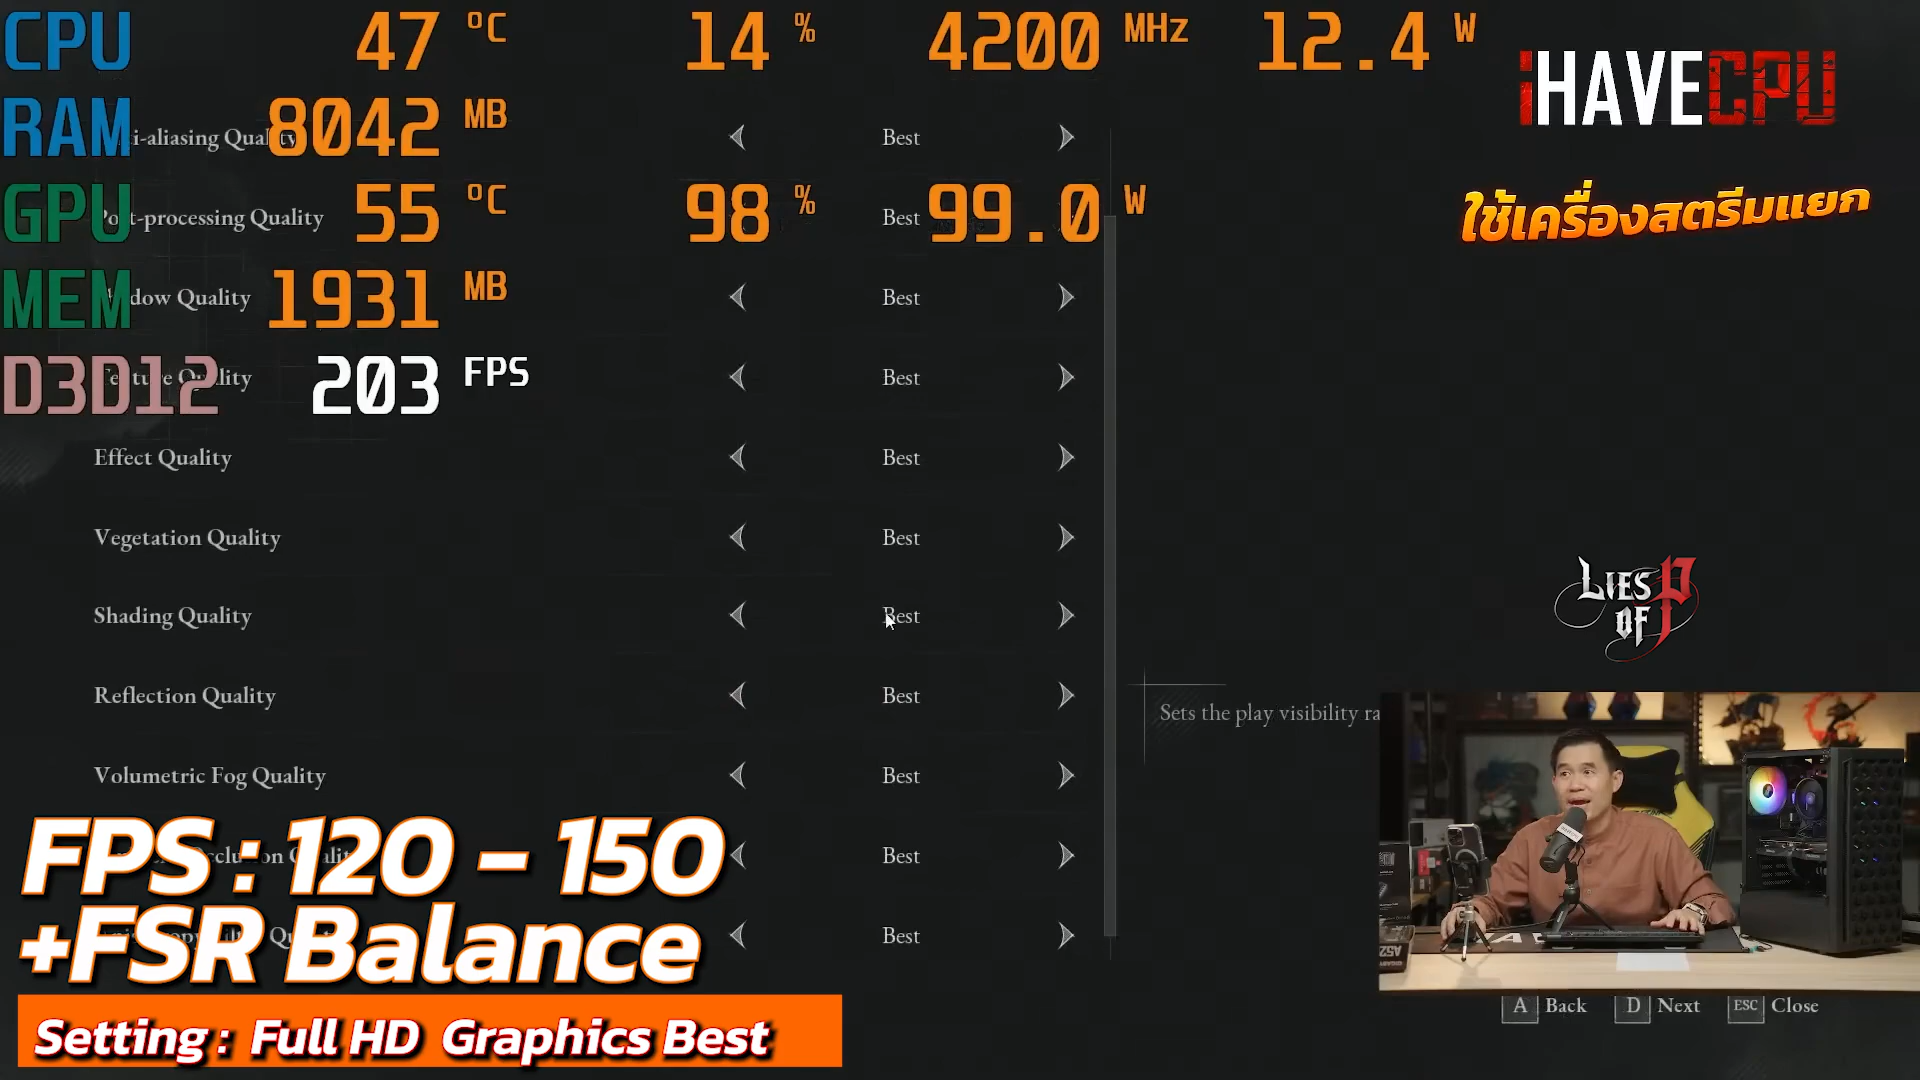 CPU 47 °C 14 % 4200 MHz 12.4 W
iHAVECPU
RAM 8042 MB
Best
GPU 55 °C 98 % 99.0 W
Post-processing Quality Best
ใช้เครื่องสตรีมแยก
MEM 1931 MB
Quality Best
D3D12 203 FPS
Best
Effect Quality Best
Vegetation Quality Best
Shading Quality Best
LIES OF P
Reflection Quality Best
Sets the play visibility
Volumetric Fog Quality Best
FPS : 120 - 150
Best
+FSR Balance
Best
A Back D Next ESC Close
Setting : Full HD Graphics Best